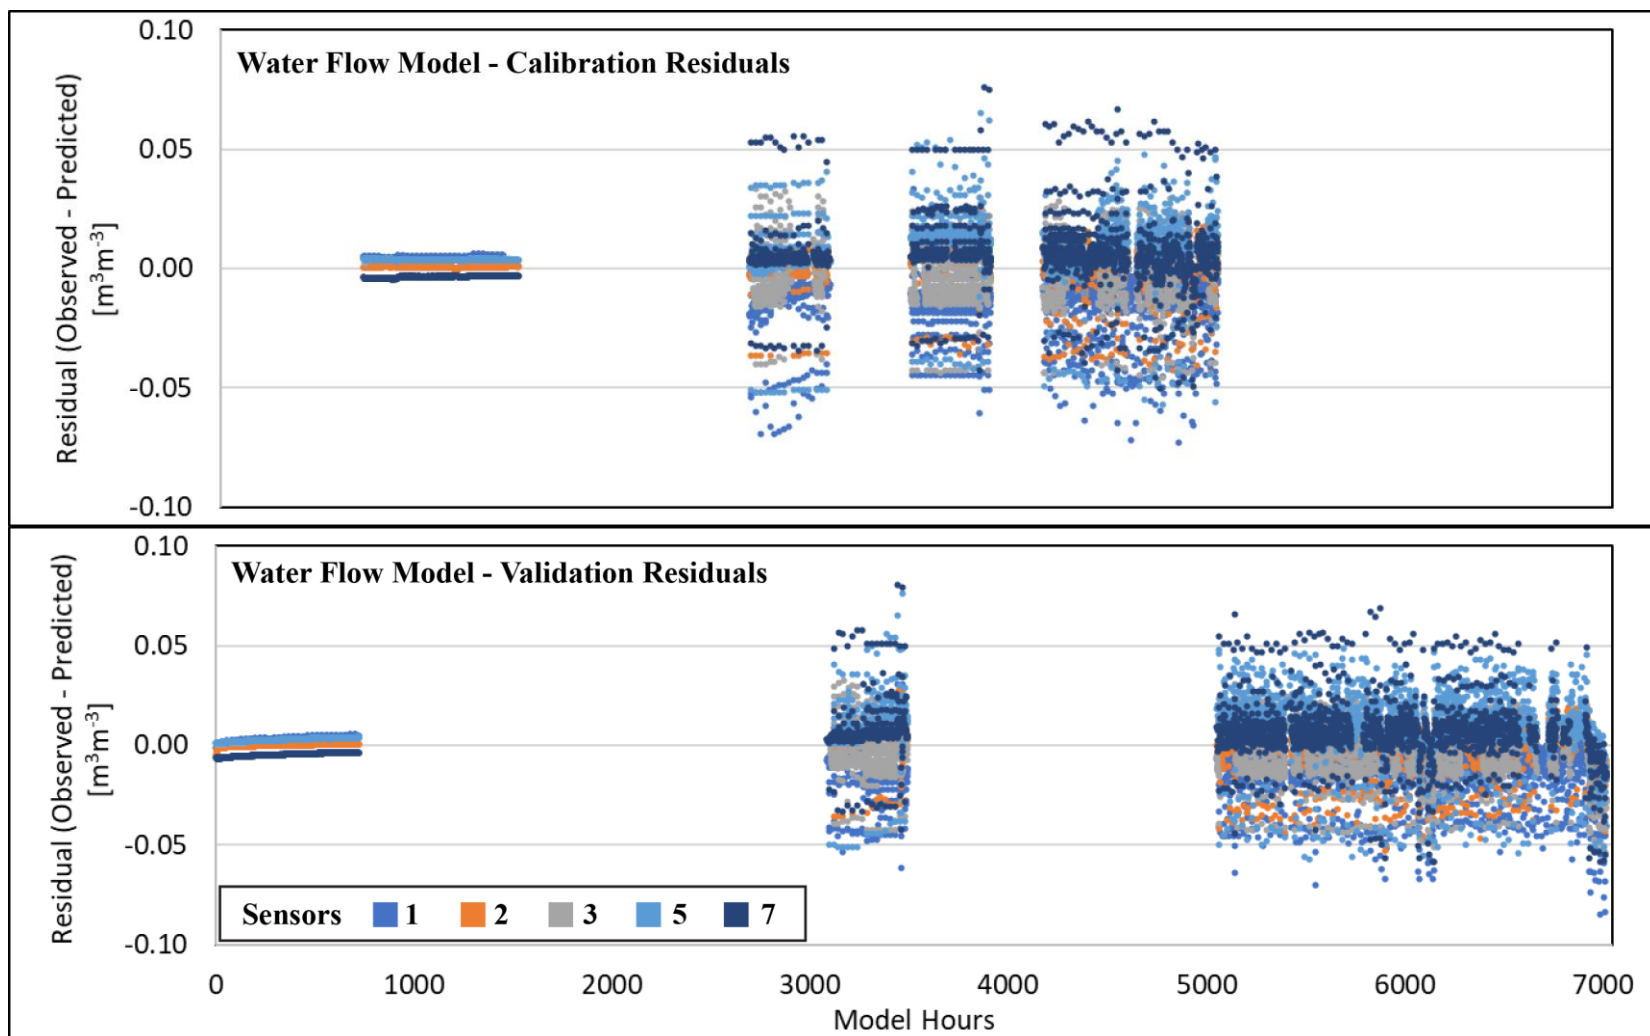 Water Flow Model - Calibration Residuals
Residual (Observed - Predicted)
[m³m⁻³]
0.10
0.05
0.00
-0.05
-0.10
Water Flow Model - Validation Residuals
Residual (Observed - Predicted)
[m³m⁻³]
0.10
0.05
0.00
-0.05
-0.10
Sensors 1 2 3 5 7
0 1000 2000 3000 4000 5000 6000 7000
Model Hours